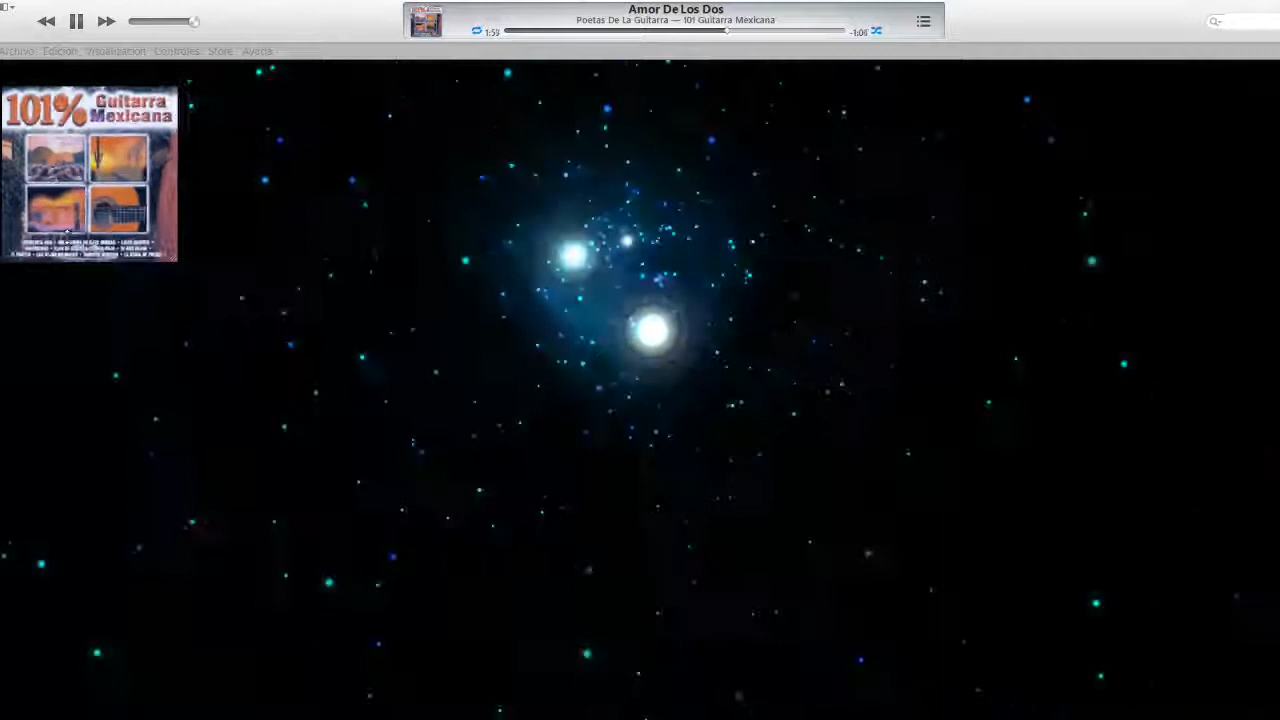 Amor De Los Dos
Poetas De La Guitarra — 101 Guitarra Mexicana
1:59
-1:06
Archivo Edición Visualización Controles Store Ayuda
101% Guitarra
Mexicana